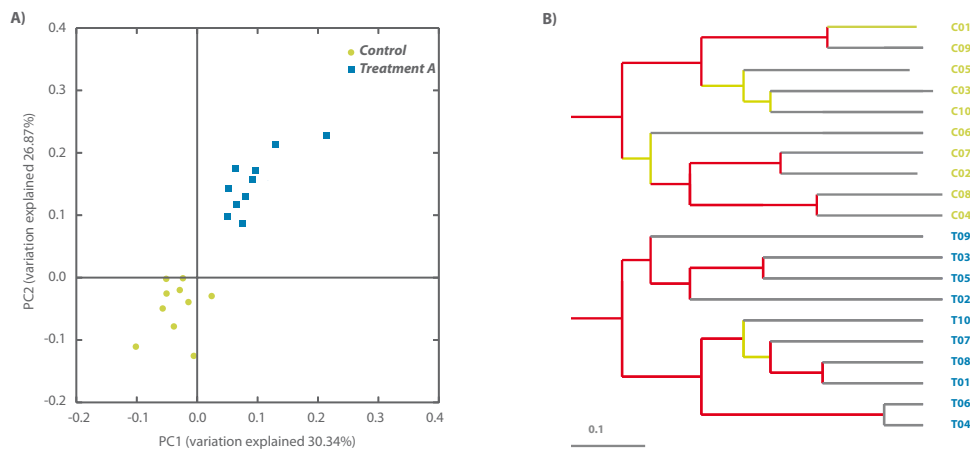 A)
0.4
0.3
0.2
0.1
0.0
-0.1
-0.2
-0.2
-0.1
0.0
0.1
0.2
0.3
0.4
PC2 (variation explained 26.87%)
PC1 (variation explained 30.34%)
Control
Treatment A
B)
C01
C09
C05
C03
C10
C06
C07
C02
C08
C04
T09
T03
T05
T02
T10
T07
T08
T01
T06
T04
0.1